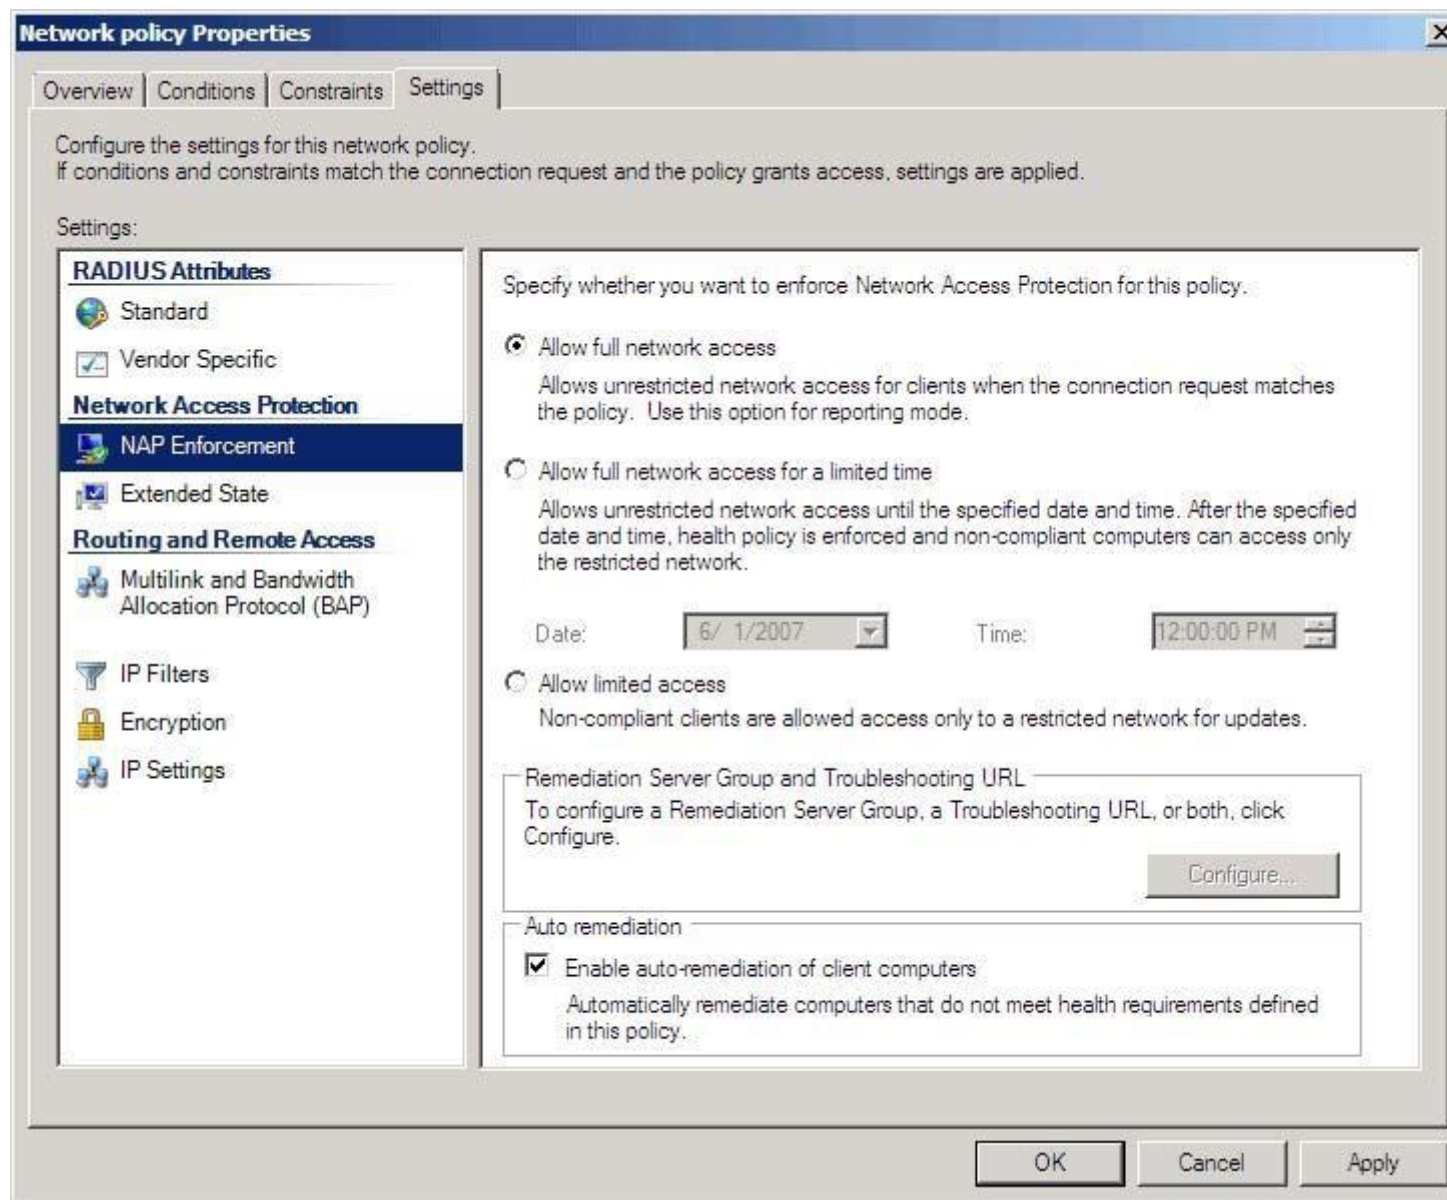 Network policy Properties
Overview
Conditions
Constraints
Settings
Configure the settings for this network policy.
If conditions and constraints match the connection request and the policy grants access, settings are applied.
Settings:
RADIUS Attributes
Standard
Vendor Specific
Network Access Protection
NAP Enforcement
Extended State
Routing and Remote Access
Multilink and Bandwidth
Allocation Protocol (BAP)
IP Filters
Encryption
IP Settings
Specify whether you want to enforce Network Access Protection for this policy.
Allow full network access
Allows unrestricted network access for clients when the connection request matches
the policy. Use this option for reporting mode.
Allow full network access for a limited time
Allows unrestricted network access until the specified date and time. After the specified
date and time, health policy is enforced and non-compliant computers can access only
the restricted network.
Date: 6/ 1/2007 Time: 12:00:00 PM
Allow limited access
Non-compliant clients are allowed access only to a restricted network for updates.
Remediation Server Group and Troubleshooting URL
To configure a Remediation Server Group, a Troubleshooting URL, or both, click
Configure.
Configure...
Auto remediation
Enable auto-remediation of client computers
Automatically remediate computers that do not meet health requirements defined
in this policy.
OK
Cancel
Apply